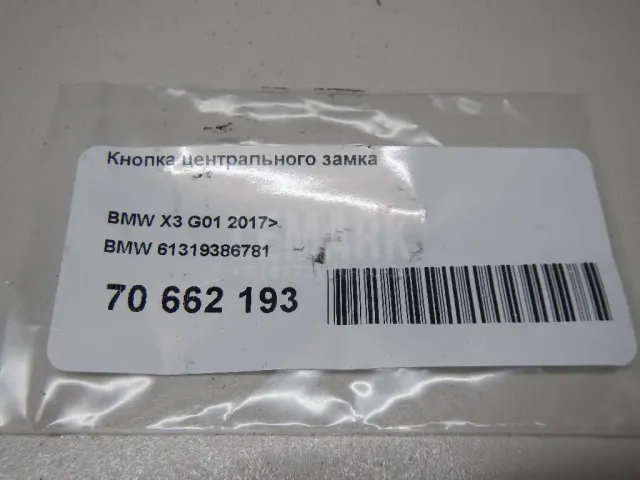 Кнопка центрального замка
BMW X3 G01 2017>
BMW 61319386781
70 662 193